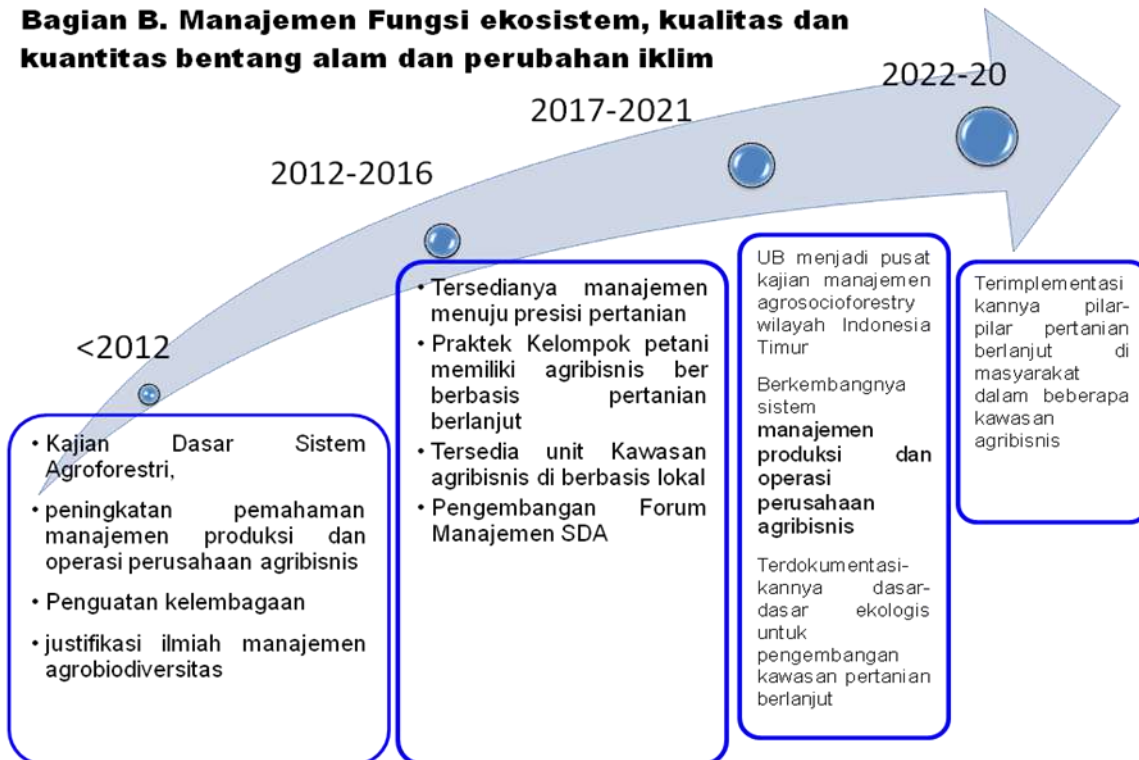 Bagian B. Manajemen Fungsi ekosistem, kualitas dan
kuantitas bentang alam dan perubahan iklim
<2012
2012-2016
2017-2021
2022-20
• Kajian Dasar Sistem
Agroforestri,
• peningkatan pemahaman
manajemen produksi dan
operasi perusahaan agribisnis
• Penguatan kelembagaan
• justifikasi ilmiah manajemen
agrobiodiversitas
• Tersedianya manajemen
menuju presisi pertanian
• Praktek Kelompok petani
memiliki agribisnis ber
berbasis pertanian
berlanjut
• Tersedia unit Kawasan
agribisnis di berbasis lokal
• Pengembangan Forum
Manajemen SDA
UB menjadi pusat
kajian manajemen
agrosocioforestry
wilayah Indonesia
Timur
Berkembangnya
sistem
manajemen
produksi dan
operasi
perusahaan
agribisnis
Terdokumentasi-
kannya dasar-
dasar ekologis
untuk
pengembangan
kawasan pertanian
berlanjut
Terimplementasi
kannya pilar-
pilar pertanian
berlanjut di
masyarakat
dalam beberapa
kawasan
agribisnis